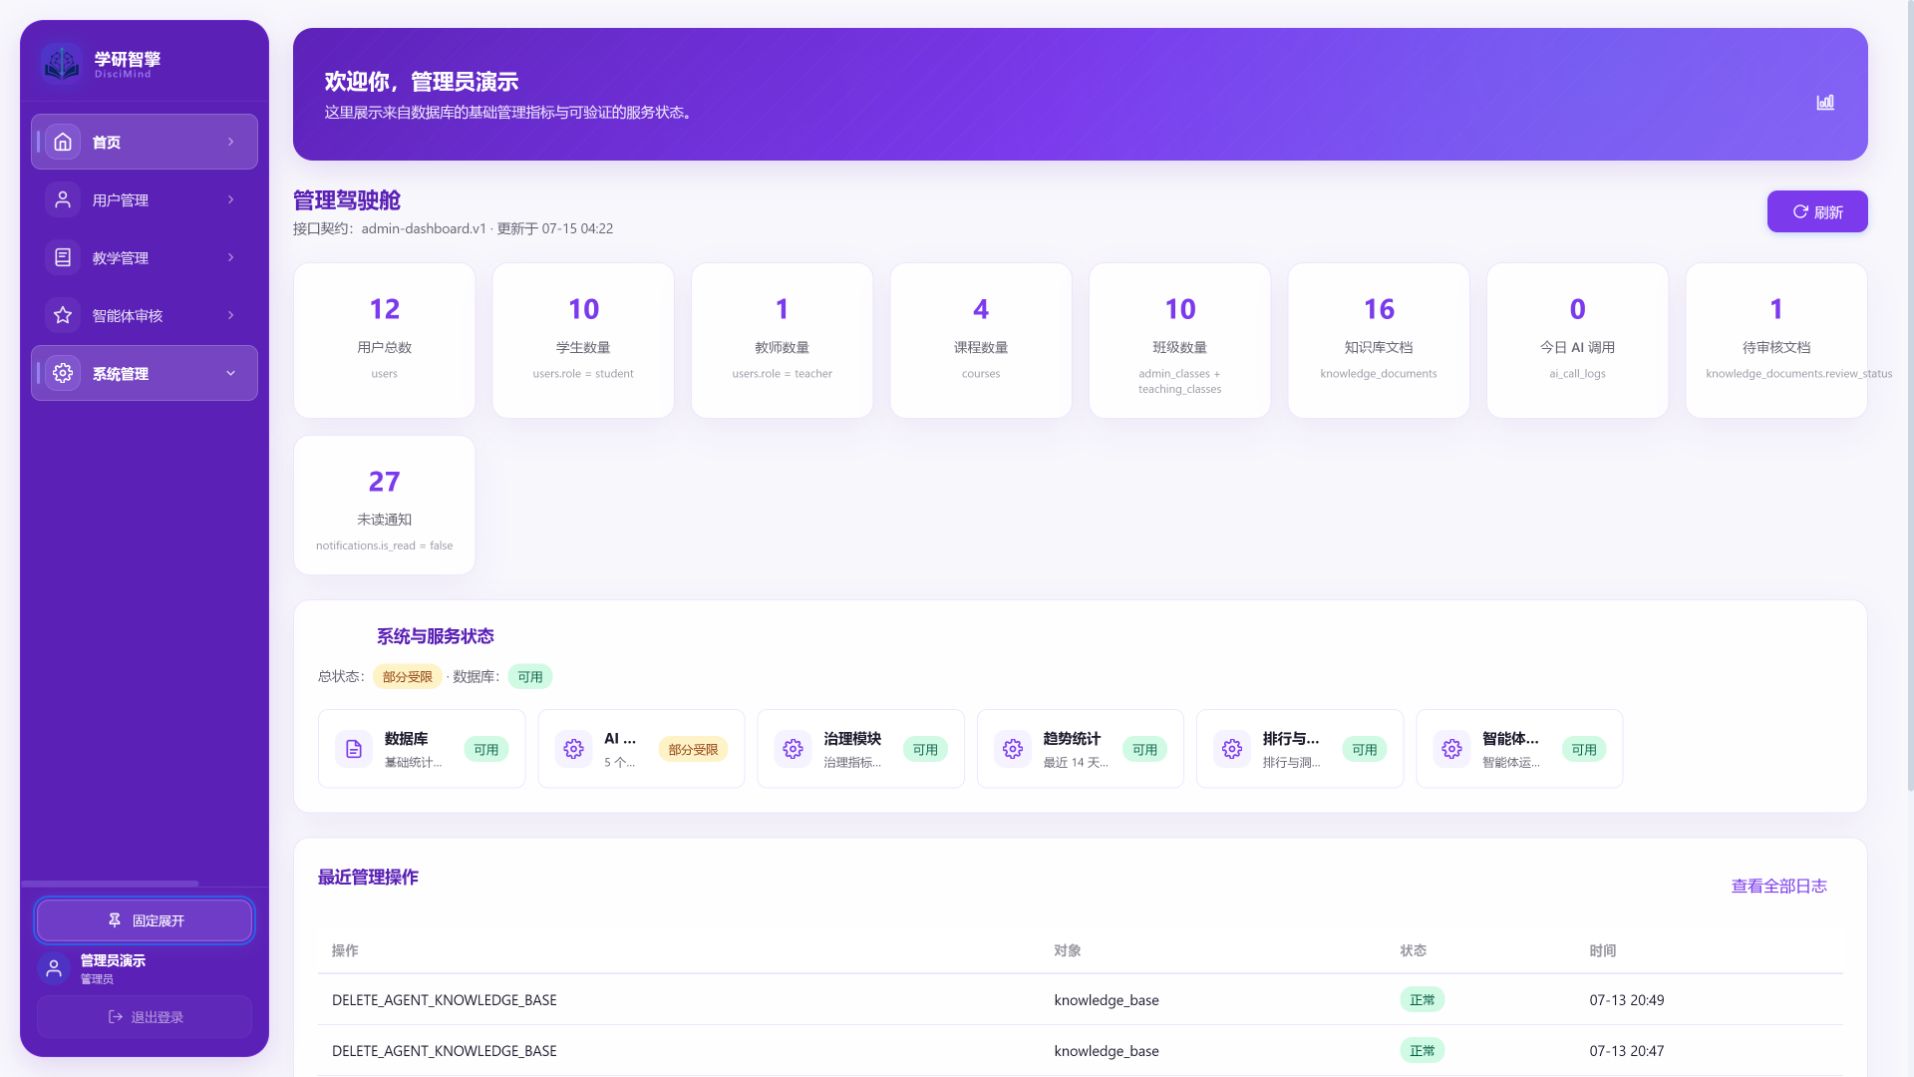 学研智擎
DisciMind
首页
用户管理
教学管理
智能体审核
系统管理
固定展开
管理员演示
管理员
退出登录
欢迎你，管理员演示
这里展示来自数据库的基础管理指标与可验证的服务状态。
管理驾驶舱
接口契约：admin-dashboard.v1 · 更新于 07-15 04:22
刷新
12
用户总数
users
10
学生数量
users.role = student
1
教师数量
users.role = teacher
4
课程数量
courses
10
班级数量
admin_classes +
teaching_classes
16
知识库文档
knowledge_documents
0
今日 AI 调用
ai_call_logs
1
待审核文档
knowledge_documents.review_status
27
未读通知
notifications.is_read = false
系统与服务状态
总状态： 部分受限 · 数据库： 可用
数据库
基础统计...
可用
AI ...
5 个...
部分受限
治理模块
治理指标...
可用
趋势统计
最近 14 天...
可用
排行与...
排行与洞...
可用
智能体...
智能体运...
可用
最近管理操作
查看全部日志
操作 对象 状态 时间
DELETE_AGENT_KNOWLEDGE_BASE knowledge_base 正常 07-13 20:49
DELETE_AGENT_KNOWLEDGE_BASE knowledge_base 正常 07-13 20:47